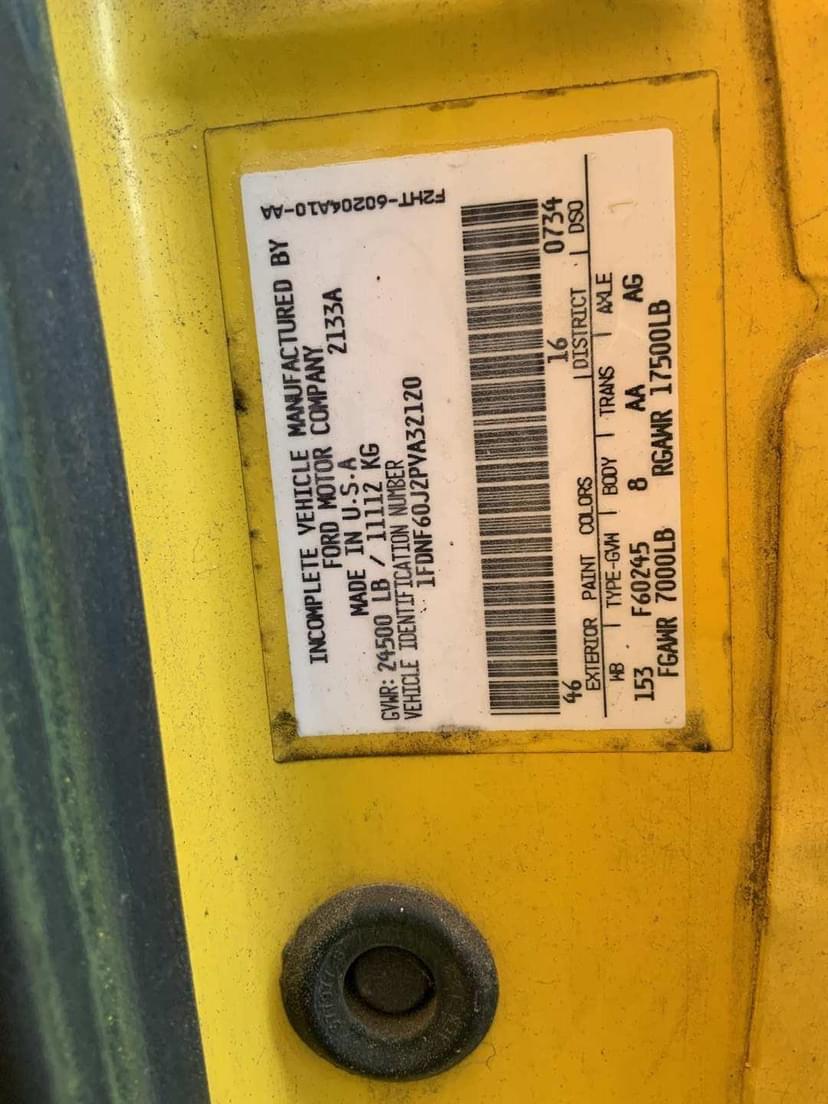 F2HT-60204A10-AA
INCOMPLETE VEHICLE MANUFACTURED BY
FORD MOTOR COMPANY
MADE IN U.S.A 2133A
GVWR: 24500 LB / 11112 KG
VEHICLE IDENTIFICATION NUMBER
1FDNF60J2PVA32120
46 16 0734
EXTERIOR PAINT COLORS DISTRICT DSO
WB TYPE-GVW BODY TRANS AXLE
153 F60245 8 AA AG
FGAWR 7000LB RGAWR 17500LB